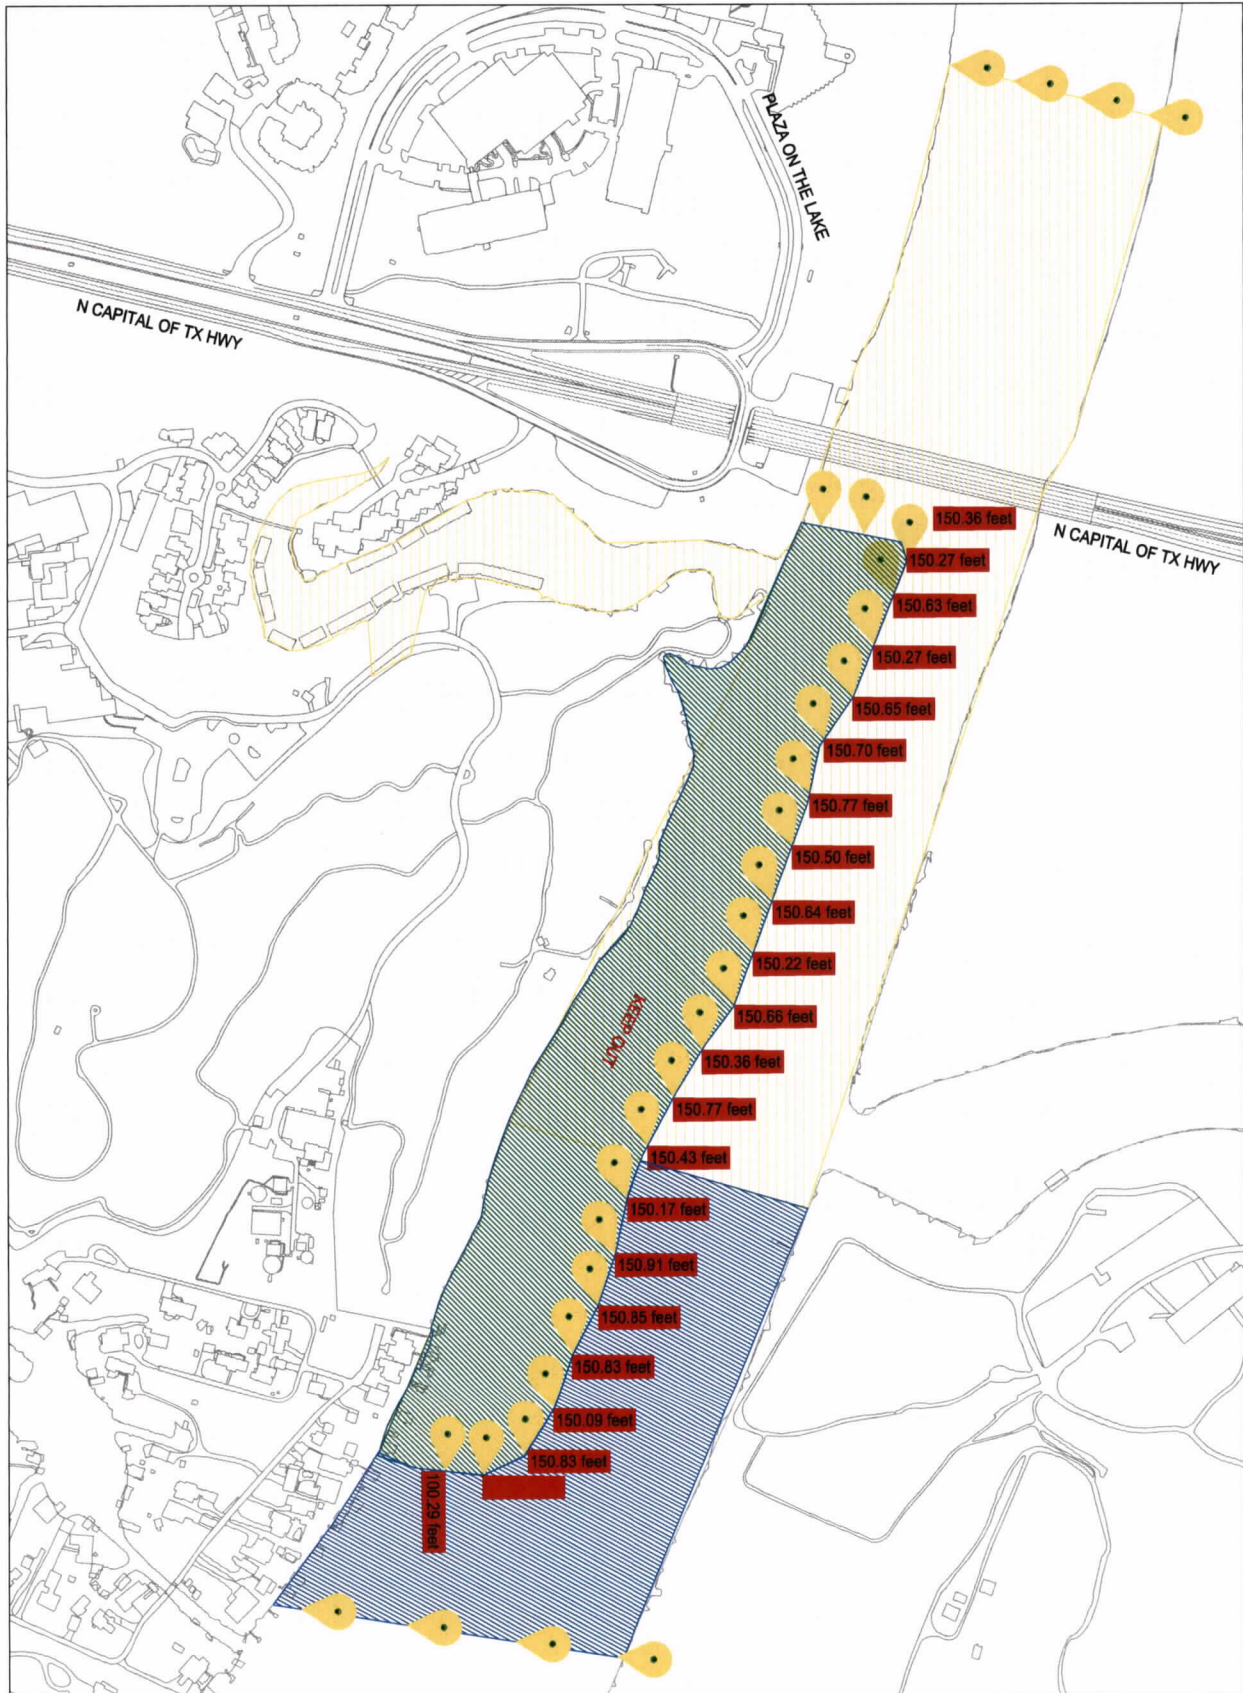 PLAZA ON THE LAKE
N CAPITAL OF TX HWY
N CAPITAL OF TX HWY
150.36 feet
150.27 feet
150.63 feet
150.27 feet
150.65 feet
150.70 feet
150.77 feet
150.50 feet
150.64 feet
150.22 feet
150.66 feet
KEEP OUT
150.36 feet
150.77 feet
150.43 feet
150.17 feet
150.91 feet
150.85 feet
150.83 feet
150.09 feet
150.83 feet
100.29 feet